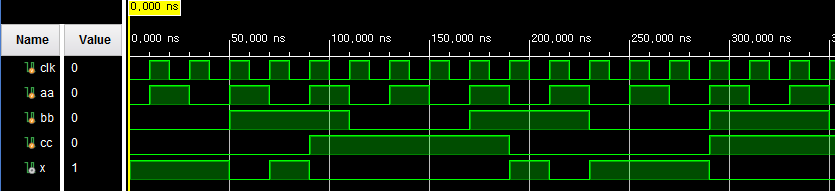 0,000 ns
Name Value
0,000 ns 50,000 ns 100,000 ns 150,000 ns 200,000 ns 250,000 ns 300,000 ns
clk 0
aa 0
bb 0
cc 0
x 1